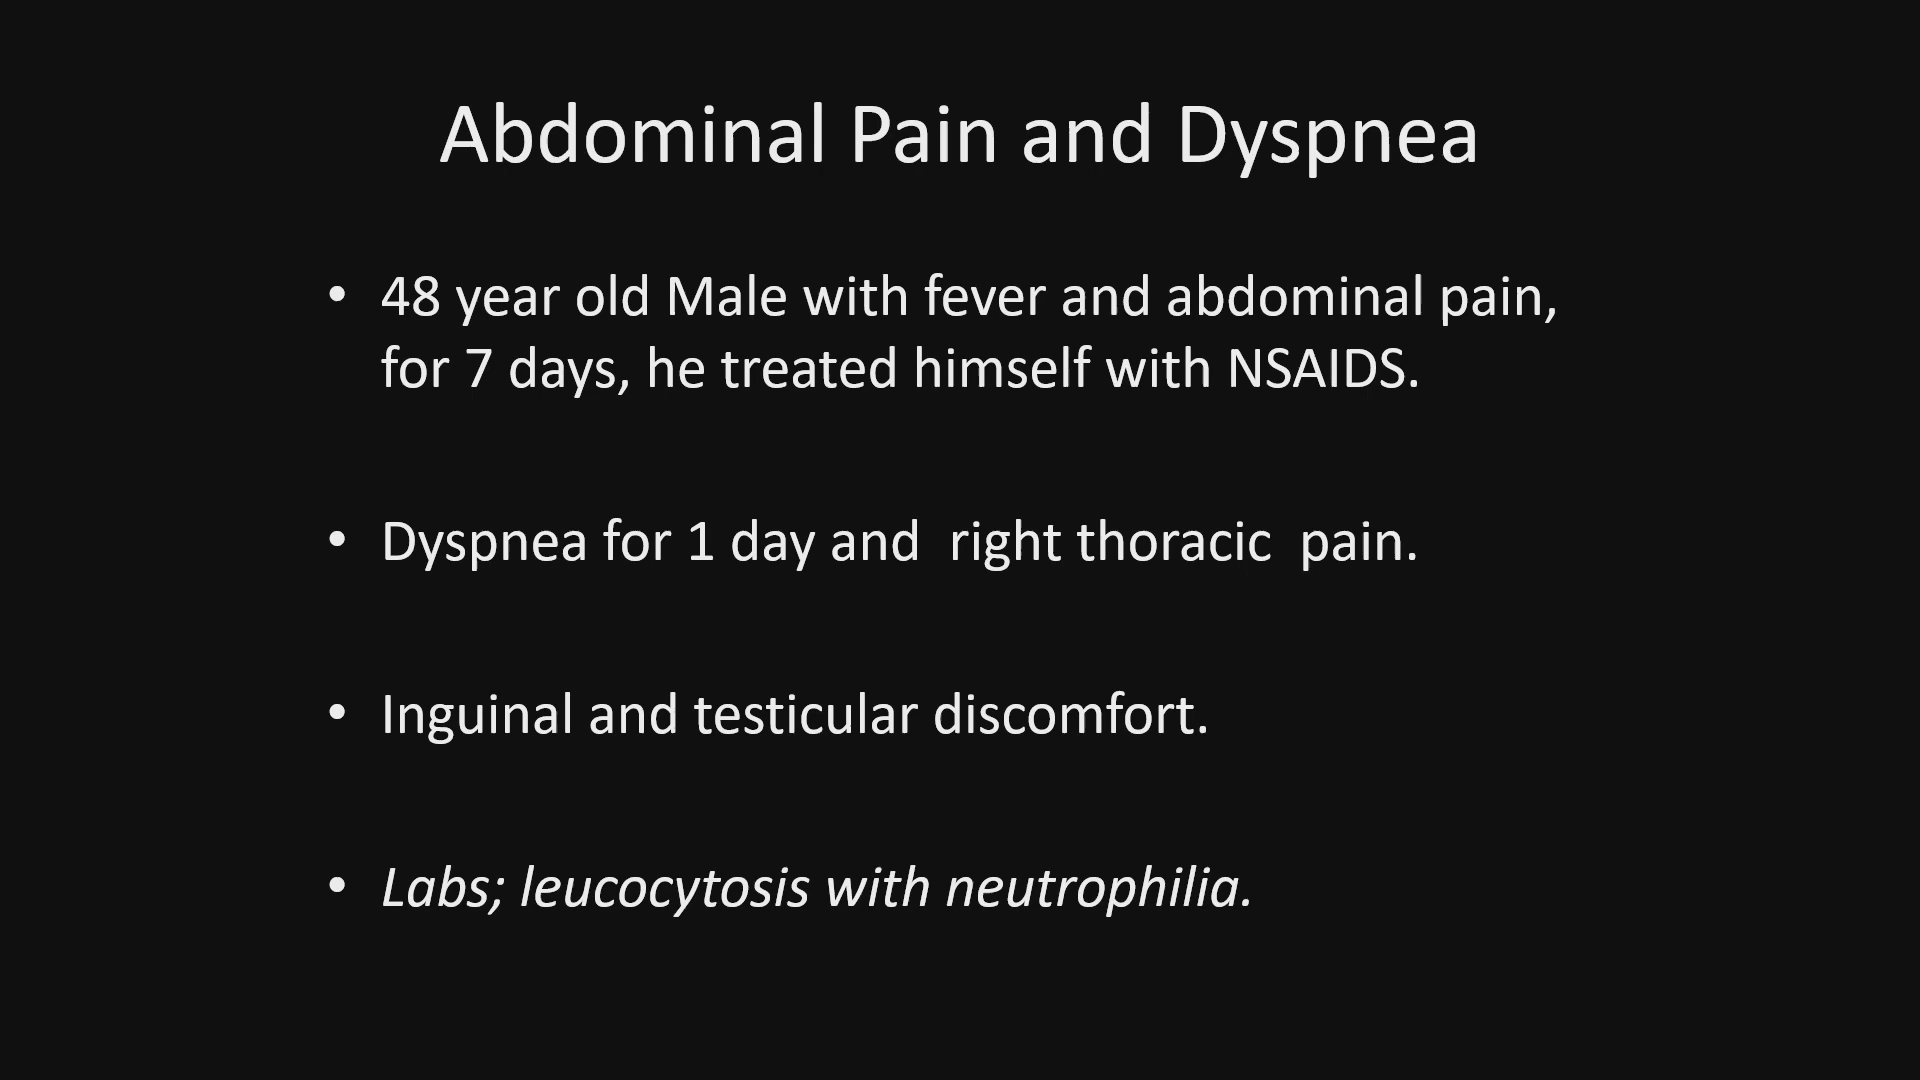 Abdominal Pain and Dyspnea
• 48 year old Male with fever and abdominal pain,
for 7 days, he treated himself with NSAIDS.
• Dyspnea for 1 day and  right thoracic  pain.
• Inguinal and testicular discomfort.
• Labs; leucocytosis with neutrophilia.